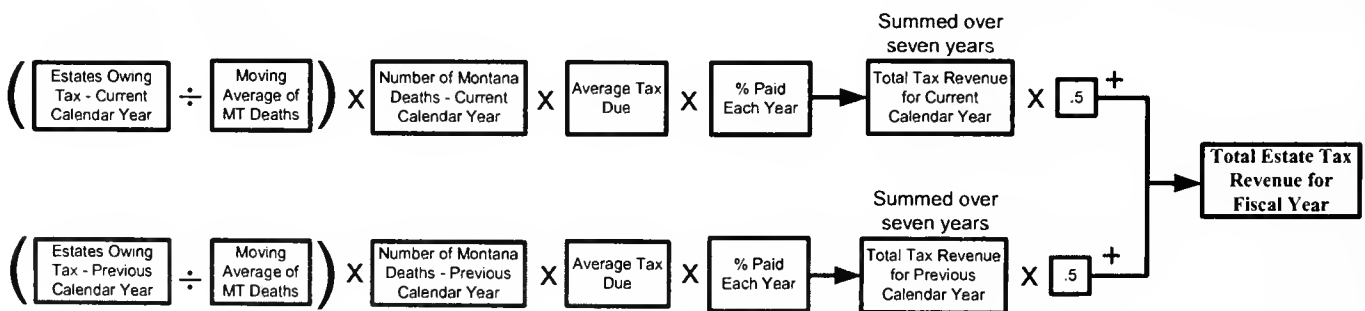 Summed over
seven years
(
Estates Owing
Tax - Current
Calendar Year
÷
Moving
Average of
MT Deaths
)
X
Number of Montana
Deaths - Current
Calendar Year
X
Average Tax
Due
X
% Paid
Each Year
Total Tax Revenue
for Current
Calendar Year
X
.5
+
Total Estate Tax
Revenue for
Fiscal Year
Summed over
seven years
(
Estates Owing
Tax - Previous
Calendar Year
÷
Moving
Average of
MT Deaths
)
X
Number of Montana
Deaths - Previous
Calendar Year
X
Average Tax
Due
X
% Paid
Each Year
Total Tax Revenue
for Previous
Calendar Year
X
.5
+